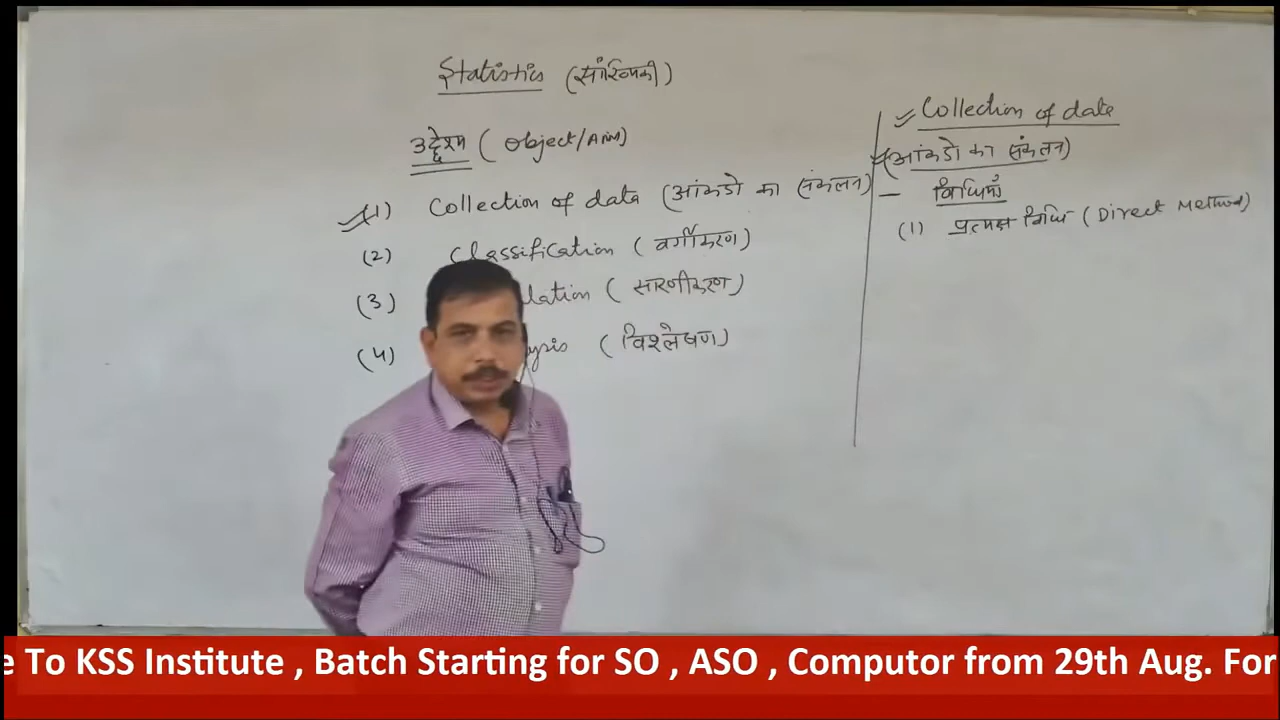 Statistics (सांख्यिकी)
उद्देश्य ( object/Aim)
(1) Collection of data (आंकडो का संकलन)
(2) Classification ( वर्गीकरण)
(3) lation ( सारणीकरण)
(4) ysis ( विश्लेषण)
Collection of data
(आंकडो का संकलन)
– विधियाँ
(1) प्रत्यक्ष विधि ( Direct Method)
e To KSS Institute , Batch Starting for SO , ASO , Computor from 29th Aug. For